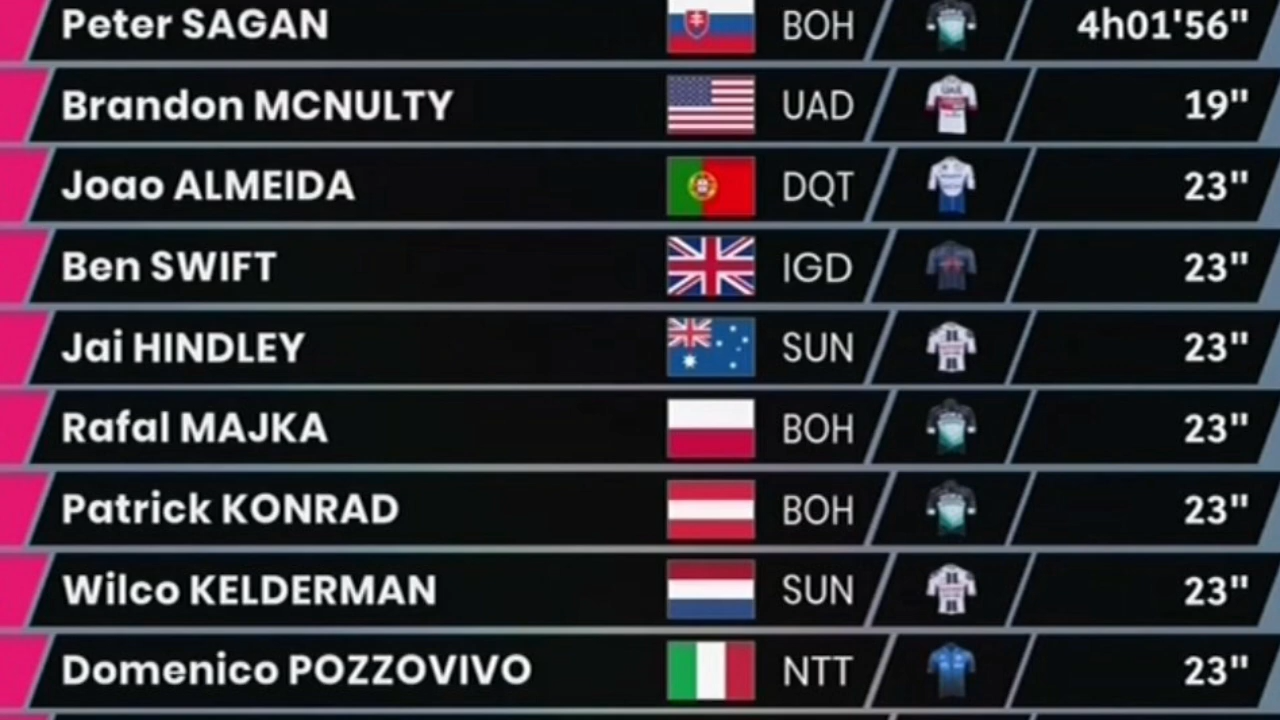 Peter SAGAN BOH 4h01'56"
Brandon MCNULTY UAD 19"
Joao ALMEIDA DQT 23"
Ben SWIFT IGD 23"
Jai HINDLEY SUN 23"
Rafal MAJKA BOH 23"
Patrick KONRAD BOH 23"
Wilco KELDERMAN SUN 23"
Domenico POZZOVIVO NTT 23"